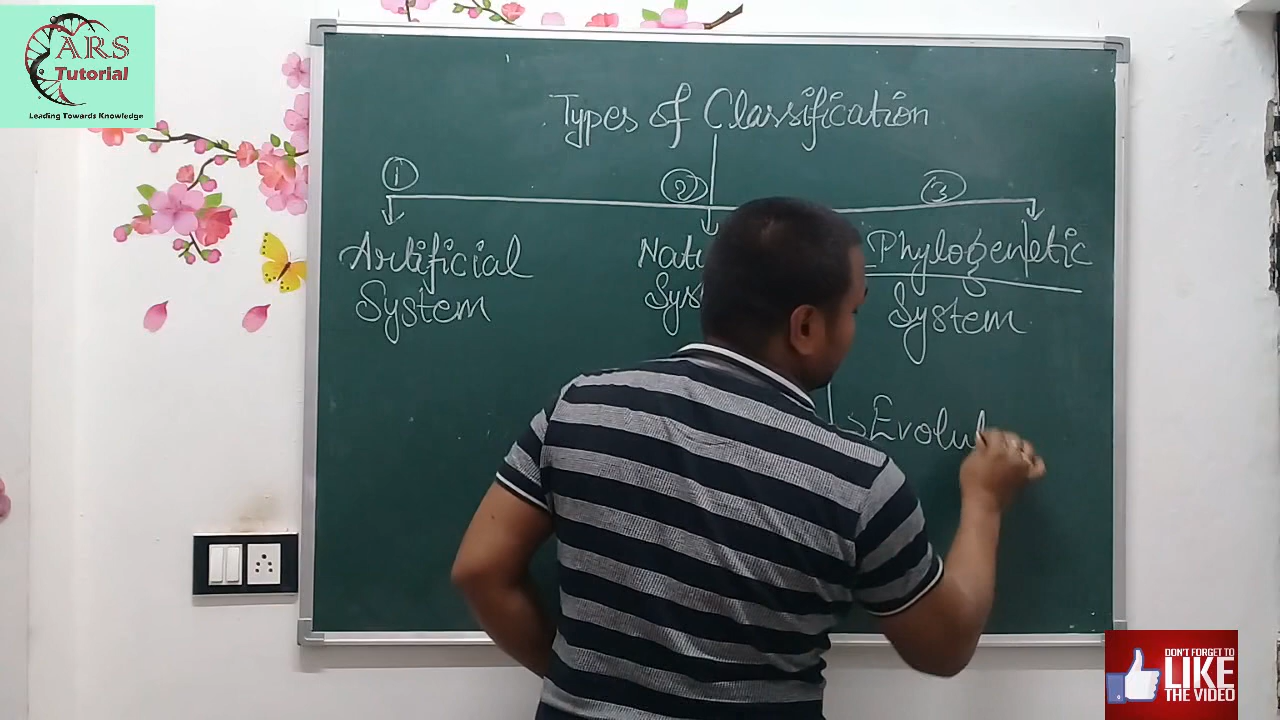 CARS
Tutorial
Leading Towards Knowledge
Types of Classification
1 2 3
Artificial
System
Phylogenetic
System
DON'T FORGET TO
LIKE
THE VIDEO